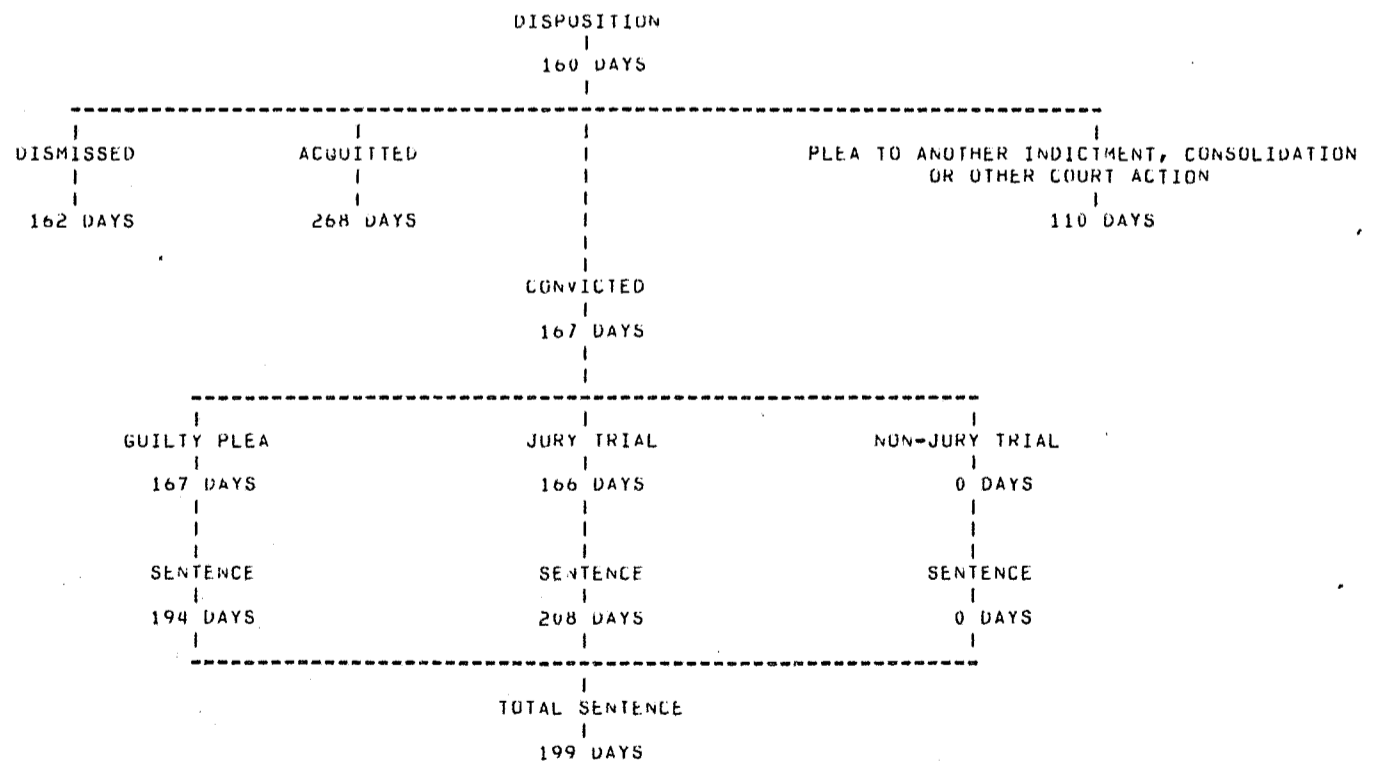 DISPOSITION
160 DAYS
DISMISSED ACQUITTED PLEA TO ANOTHER INDICTMENT, CONSOLIDATION
OR OTHER COURT ACTION
162 DAYS 268 DAYS 110 DAYS
CONVICTED
167 DAYS
GUILTY PLEA JURY TRIAL NON-JURY TRIAL
167 DAYS 166 DAYS 0 DAYS
SENTENCE SENTENCE SENTENCE
194 DAYS 208 DAYS 0 DAYS
TOTAL SENTENCE
199 DAYS